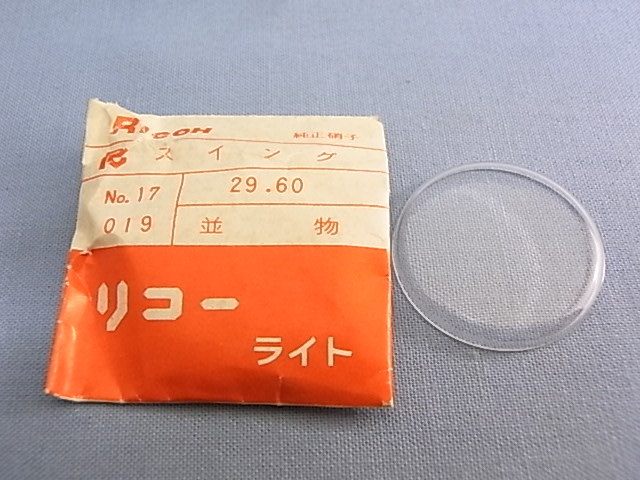 RICOH 純正硝子
R スイング
No. 17 29.60
019 並物
リコー
ライト